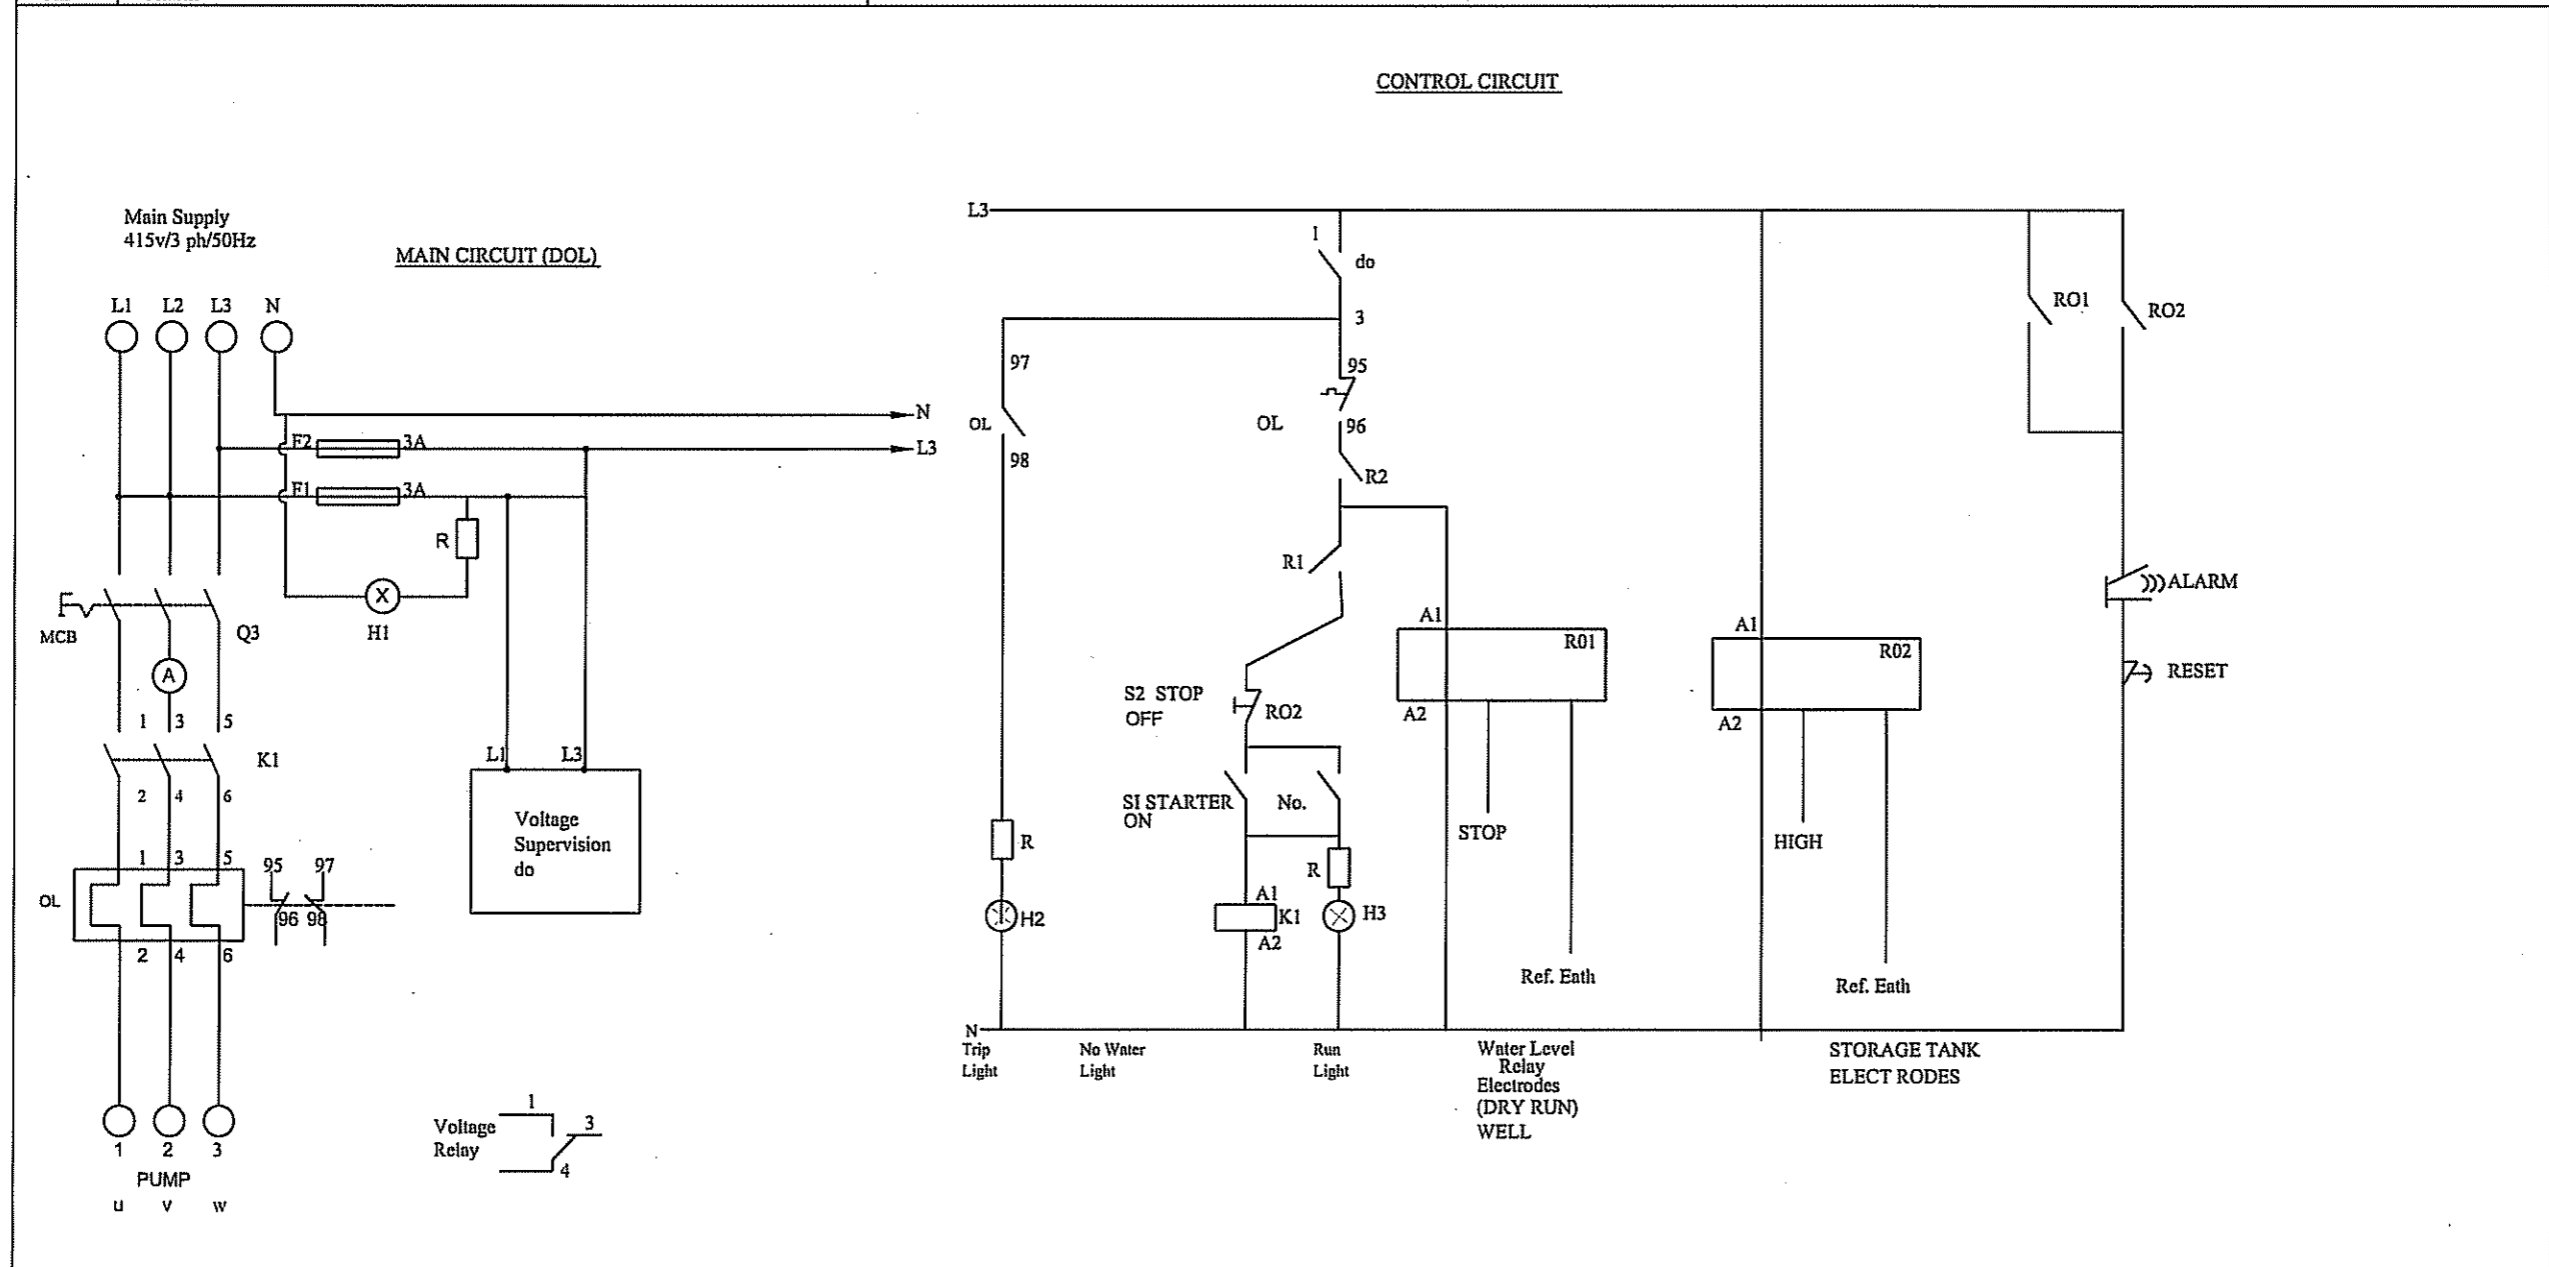 CONTROL CIRCUIT
Main Supply
415v/3 ph/50Hz
MAIN CIRCUIT (DOL)
L1 L2 L3 N
N
F2 3A
L3
F1 3A
R
X
H1
MCB
Q3
A
1 3 5
K1
2 4 6
1 3 5
OL
95 97
96 98
2 4 6
L1 L3
Voltage
Supervision
do
1 2 3
PUMP
u v w
Voltage
Relay
1
3
4
L3
1
do
3
97
OL
98
95
OL
96
R2
R1
S2 STOP
OFF
RO2
SI STARTER
ON
No.
R
H2
R
A1
K1
A2
H3
A1
R01
A2
STOP
Ref. Eath
A1
R02
A2
HIGH
Ref. Eath
RO1
RO2
ALARM
RESET
N
Trip
Light
No Water
Light
Run
Light
Water Level
Relay
Electrodes
(DRY RUN)
WELL
STORAGE TANK
ELECT RODES